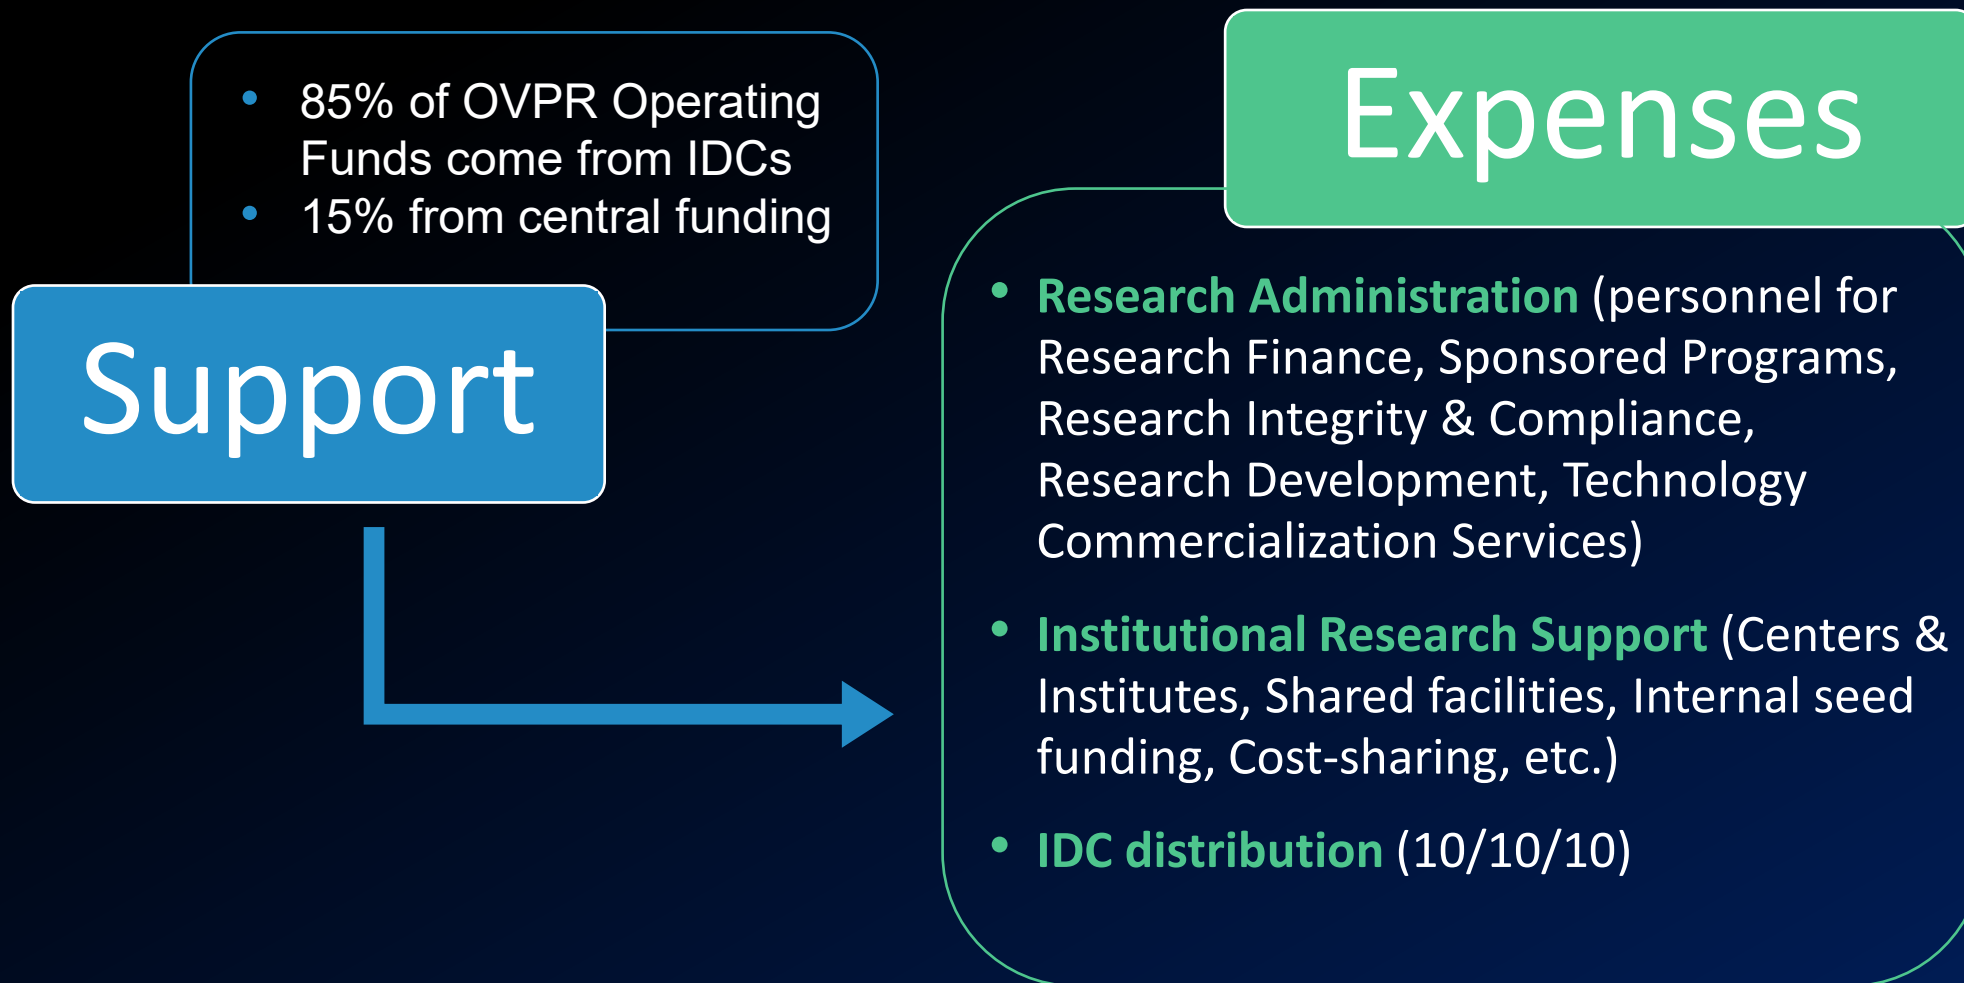 • 85% of OVPR Operating
Funds come from IDCs
• 15% from central funding
Support
Expenses
• Research Administration (personnel for
Research Finance, Sponsored Programs,
Research Integrity & Compliance,
Research Development, Technology
Commercialization Services)
• Institutional Research Support (Centers &
Institutes, Shared facilities, Internal seed
funding, Cost-sharing, etc.)
• IDC distribution (10/10/10)